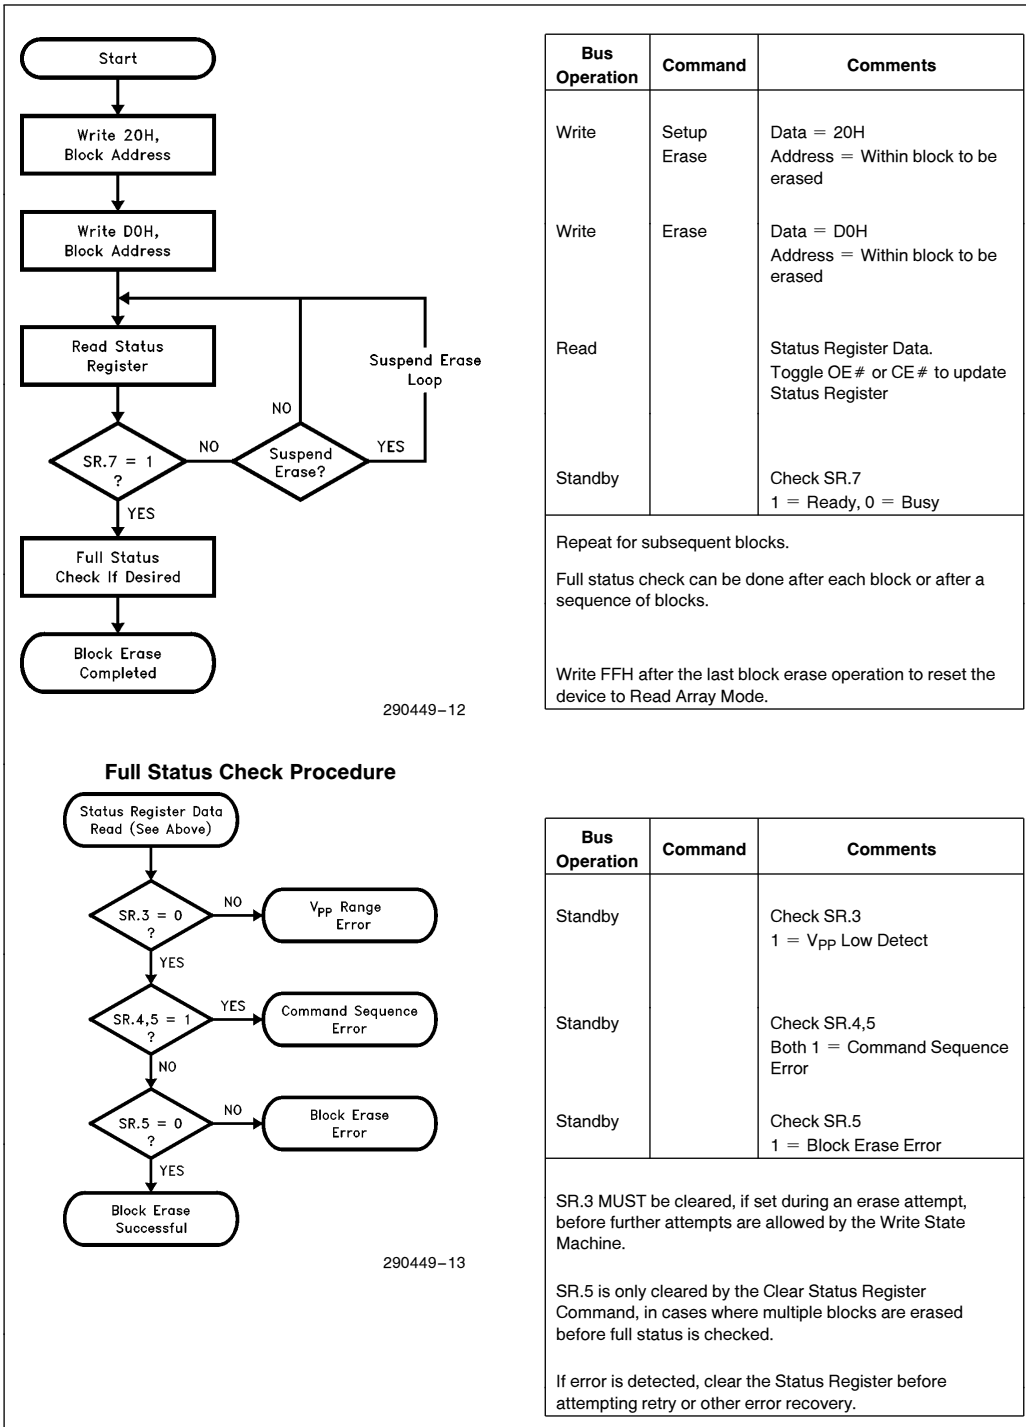 Start
Write 20H,
Block Address
Write D0H,
Block Address
Read Status
Register
Suspend Erase
Loop
NO
SR.7 = 1
?
NO
Suspend
Erase?
YES
YES
Full Status
Check If Desired
Block Erase
Completed
290449–12
Bus
Operation
Command
Comments
Write
Setup
Erase
Data = 20H
Address = Within block to be
erased
Write
Erase
Data = D0H
Address = Within block to be
erased
Read
Status Register Data.
Toggle OE# or CE# to update
Status Register
Standby
Check SR.7
1 = Ready, 0 = Busy
Repeat for subsequent blocks.
Full status check can be done after each block or after a
sequence of blocks.
Write FFH after the last block erase operation to reset the
device to Read Array Mode.
Full Status Check Procedure
Status Register Data
Read (See Above)
SR.3 = 0
?
NO
VPP Range
Error
YES
SR.4,5 = 1
?
YES
Command Sequence
Error
NO
SR.5 = 0
?
NO
Block Erase
Error
YES
Block Erase
Successful
290449–13
Bus
Operation
Command
Comments
Standby
Check SR.3
1 = VPP Low Detect
Standby
Check SR.4,5
Both 1 = Command Sequence
Error
Standby
Check SR.5
1 = Block Erase Error
SR.3 MUST be cleared, if set during an erase attempt,
before further attempts are allowed by the Write State
Machine.
SR.5 is only cleared by the Clear Status Register
Command, in cases where multiple blocks are erased
before full status is checked.
If error is detected, clear the Status Register before
attempting retry or other error recovery.